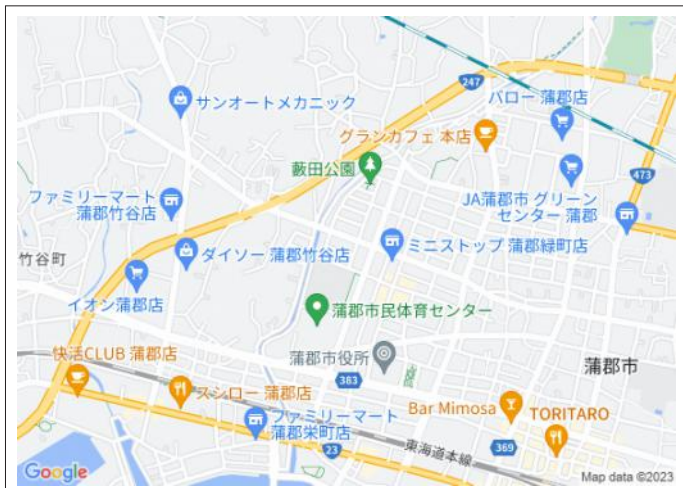 247
サンオートメカニック
バロー 蒲郡店
グランカフェ 本店
藪田公園
473
ファミリーマート
蒲郡竹谷店
JA蒲郡市 グリーン
センター 蒲郡
竹谷町
ダイソー 蒲郡竹谷店
ミニストップ 蒲郡緑町店
イオン蒲郡店
蒲郡市民体育センター
快活CLUB 蒲郡店
蒲郡市役所
蒲郡市
383
スシロー 蒲郡店
Bar Mimosa
TORITARO
ファミリーマート
蒲郡栄町店
23
東海道本線
369
Google
Map data ©2023